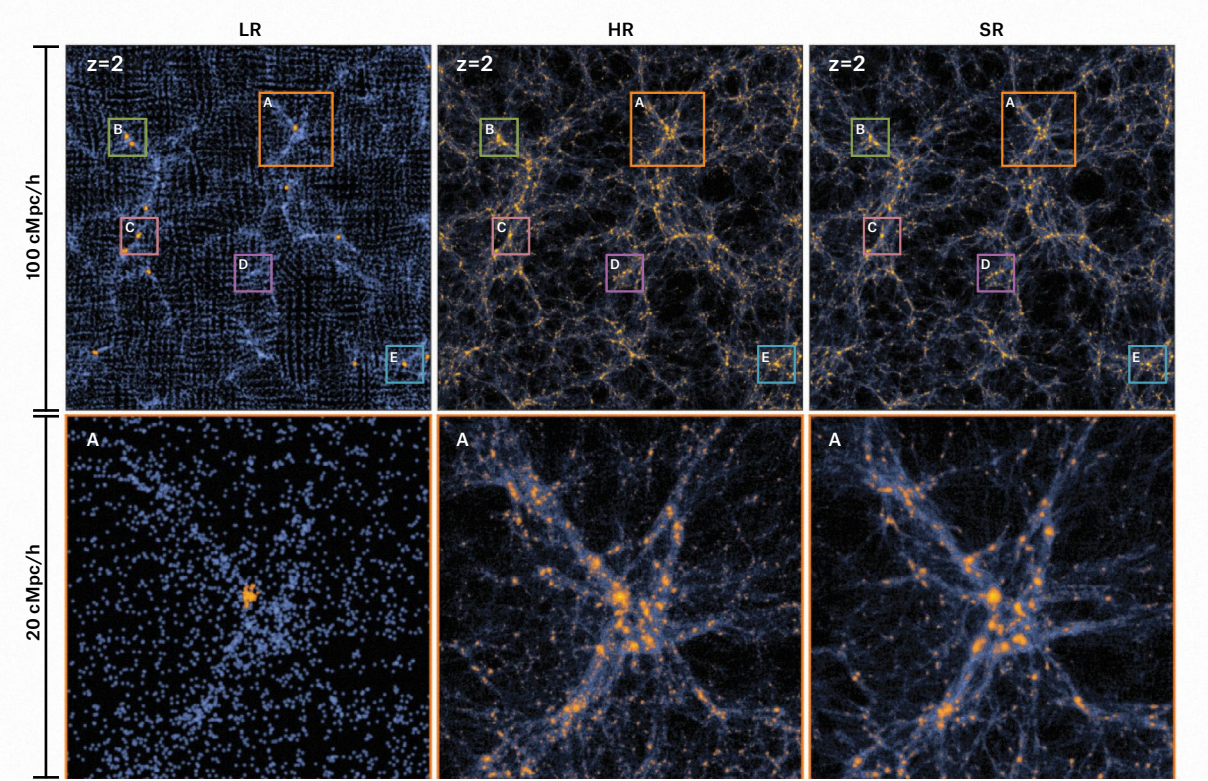 LR HR SR
100 cMpc/h
z=2 z=2 z=2
A A A
B B B
C C C
D D D
E E E
20 cMpc/h
A A A